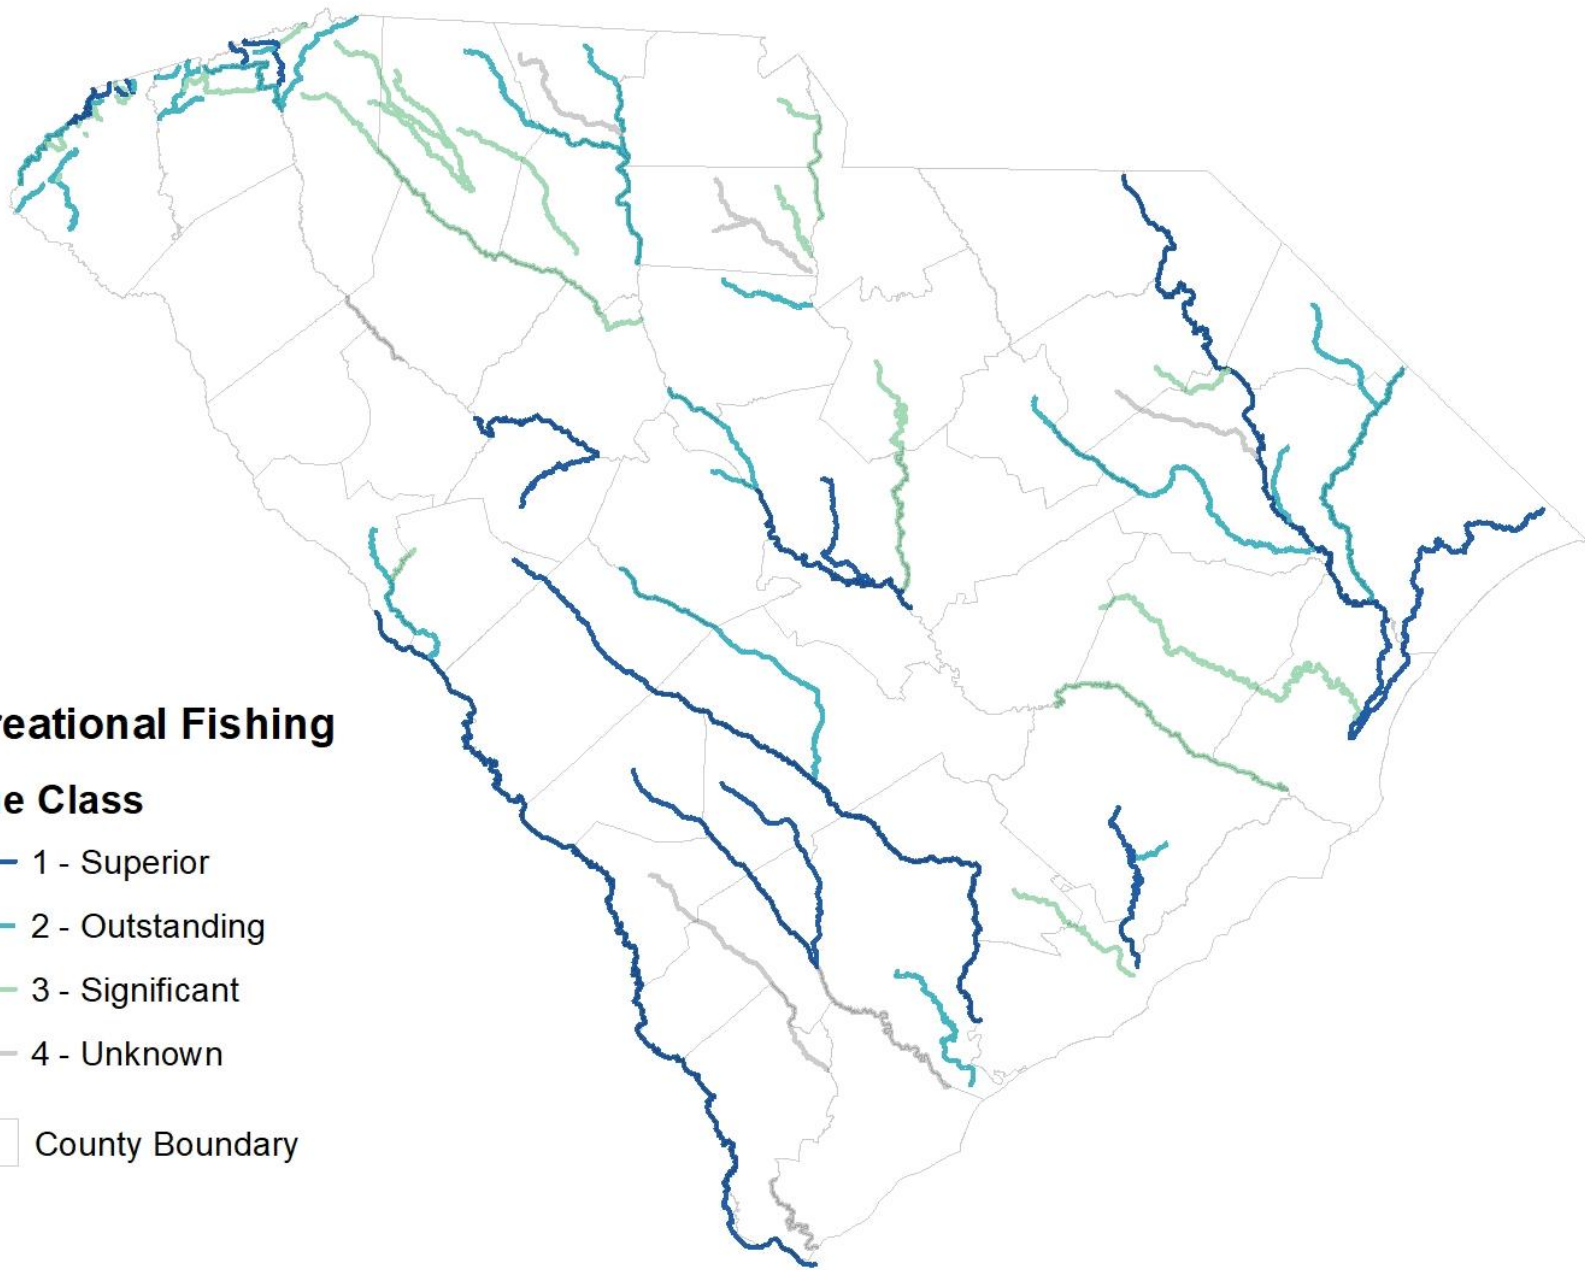 reational Fishing
e Class
1 - Superior
2 - Outstanding
3 - Significant
4 - Unknown
County Boundary